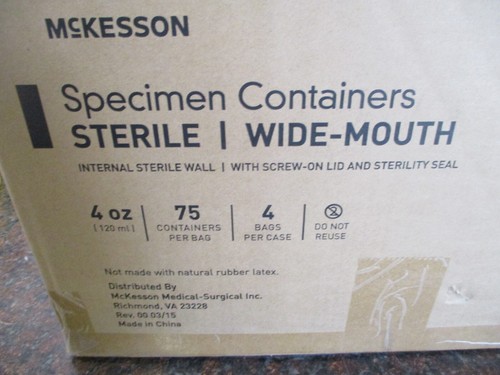 McKESSON
Specimen Containers
STERILE | WIDE-MOUTH
INTERNAL STERILE WALL | WITH SCREW-ON LID AND STERILITY SEAL
4 oz | 75 | 4 | 2
[120 ml] | CONTAINERS | BAGS | DO NOT
PER BAG | PER CASE | REUSE
Not made with natural rubber latex.
Distributed By
McKesson Medical-Surgical Inc.
Richmond, VA 23228
Rev. 00.03/15
Made in China